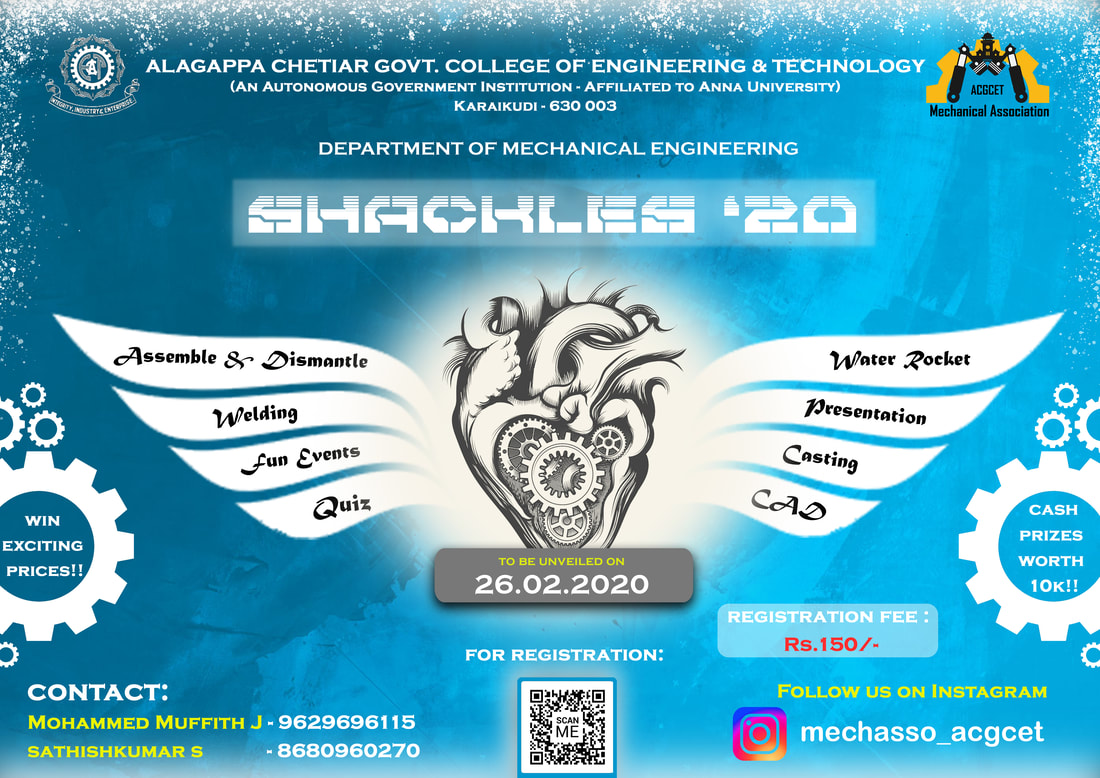 ALAGAPPA CHETIAR GOVT. COLLEGE OF ENGINEERING & TECHNOLOGY
(AN AUTONOMOUS GOVERNMENT INSTITUTION - AFFILIATED TO ANNA UNIVERSITY)
KARAIKUDI - 630 003
INTEGRITY, INDUSTRY & ENTERPRISE
ACGCET
Mechanical Association
DEPARTMENT OF MECHANICAL ENGINEERING
SHACKLES '20
Assemble & Dismantle
Welding
Fun Events
Quiz
Water Rocket
Presentation
Casting
CAD
WIN
EXCITING
PRICES!!
CASH
PRIZES
WORTH
10K!!
TO BE UNVEILED ON
26.02.2020
REGISTRATION FEE :
Rs.150/-
FOR REGISTRATION:
SCAN
ME
CONTACT:
MOHAMMED MUFFITH J - 9629696115
SATHISHKUMAR S - 8680960270
FOLLOW US ON INSTAGRAM
mechasso_acgcet